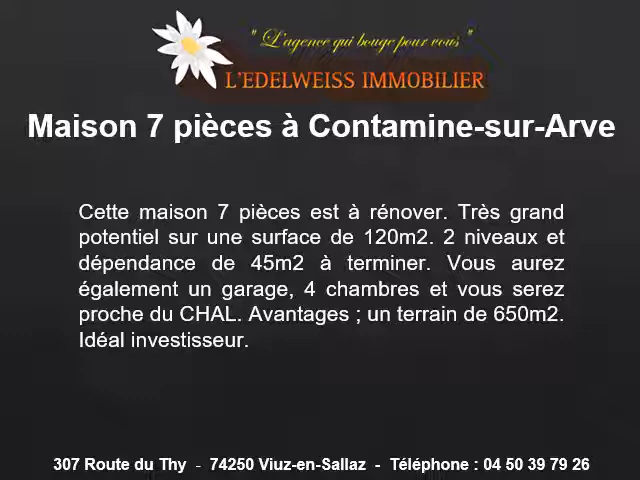 " L'agence qui bouge pour vous "
L'EDELWEISS IMMOBILIER
Maison 7 pièces à Contamine-sur-Arve
Cette maison 7 pièces est à rénover. Très grand
potentiel sur une surface de 120m2. 2 niveaux et
dépendance de 45m2 à terminer. Vous aurez
également un garage, 4 chambres et vous serez
proche du CHAL. Avantages ; un terrain de 650m2.
Idéal investisseur.
307 Route du Thy - 74250 Viuz-en-Sallaz - Téléphone : 04 50 39 79 26